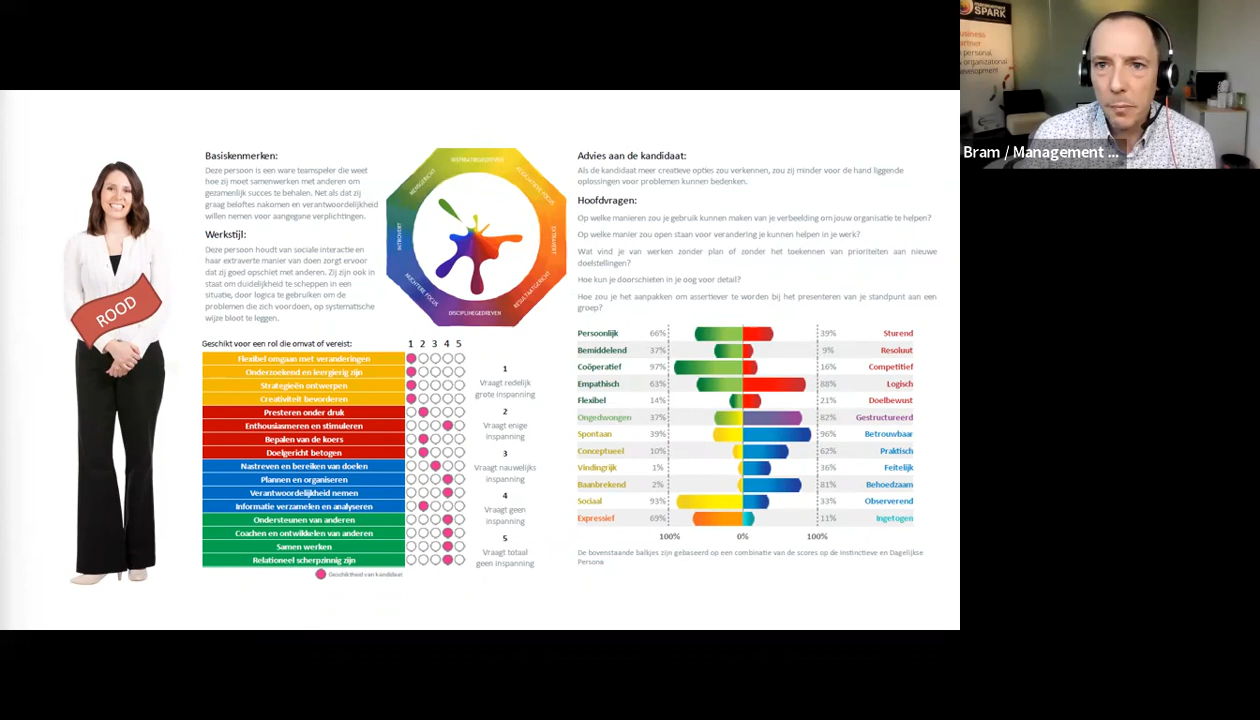 SPARK
business
partner
personal
& organizational
development
Bram / Management ...
ROOD
Basiskenmerken:
Deze persoon is een ware teamspeler die weet
hoe zij moet samenwerken met anderen om
gezamenlijk succes te behalen. Net als dat zij
graag beloftes nakomen en verantwoordelijkheid
willen nemen voor aangegane verplichtingen.
Werkstijl:
Deze persoon houdt van sociale interactie en
haar extraverte manier van doen zorgt ervoor
dat zij goed opschiet met anderen. Zij zijn ook in
staat om duidelijkheid te scheppen in een
situatie, door logica te gebruiken om de
problemen die zich voordoen, op systematische
wijze bloot te leggen.
INSPIRATIEGEDREVEN
EXTRAVERT
RESULTAATGERICHT
DISCIPLINEGEDREVEN
NUCHTERE FOCUS
INTROVERT
MENSGERICHT
Advies aan de kandidaat:
Als de kandidaat meer creatieve opties zou verkennen, zou zij minder voor de hand liggende
oplossingen voor problemen kunnen bedenken.
Hoofdvragen:
Op welke manieren zou je gebruik kunnen maken van je verbeelding om jouw organisatie te helpen?
Op welke manier zou open staan voor verandering je kunnen helpen in je werk?
Wat vind je van werken zonder plan of zonder het toekennen van prioriteiten aan nieuwe
doelstellingen?
Hoe kun je doorschieten in je oog voor detail?
Hoe zou je het aanpakken om assertiever te worden bij het presenteren van je standpunt aan een
groep?
Geschikt voor een rol die omvat of vereist: 1 2 3 4 5
Flexibel omgaan met veranderingen
Onderzoekend en leergierig zijn
Strategieën ontwerpen
Creativiteit bevorderen
Presteren onder druk
Enthousiasmeren en stimuleren
Bepalen van de koers
Doelgericht betogen
Nastreven en bereiken van doelen
Plannen en organiseren
Verantwoordelijkheid nemen
Informatie verzamelen en analyseren
Ondersteunen van anderen
Coachen en ontwikkelen van anderen
Samen werken
Relationeel scherpzinnig zijn
Geschiktheid van kandidaat
1
Vraagt redelijk
grote inspanning
2
Vraagt enige
inspanning
3
Vraagt nauwelijks
inspanning
4
Vraagt geen
inspanning
5
Vraagt totaal
geen inspanning
Persoonlijk 66% 39% Sturend
Bemiddelend 37% 9% Resoluut
Coöperatief 97% 16% Competitief
Empathisch 63% 88% Logisch
Flexibel 14% 21% Doelbewust
Ongedwongen 37% 82% Gestructureerd
Spontaan 39% 96% Betrouwbaar
Conceptueel 10% 62% Praktisch
Vindingrijk 1% 36% Feitelijk
Baanbrekend 2% 81% Behoedzaam
Sociaal 93% 33% Observerend
Expressief 69% 11% Ingetogen
100% 0% 100%
De bovenstaande balkjes zijn gebaseerd op een combinatie van de scores op de Instinctieve en Dagelijkse
Persona